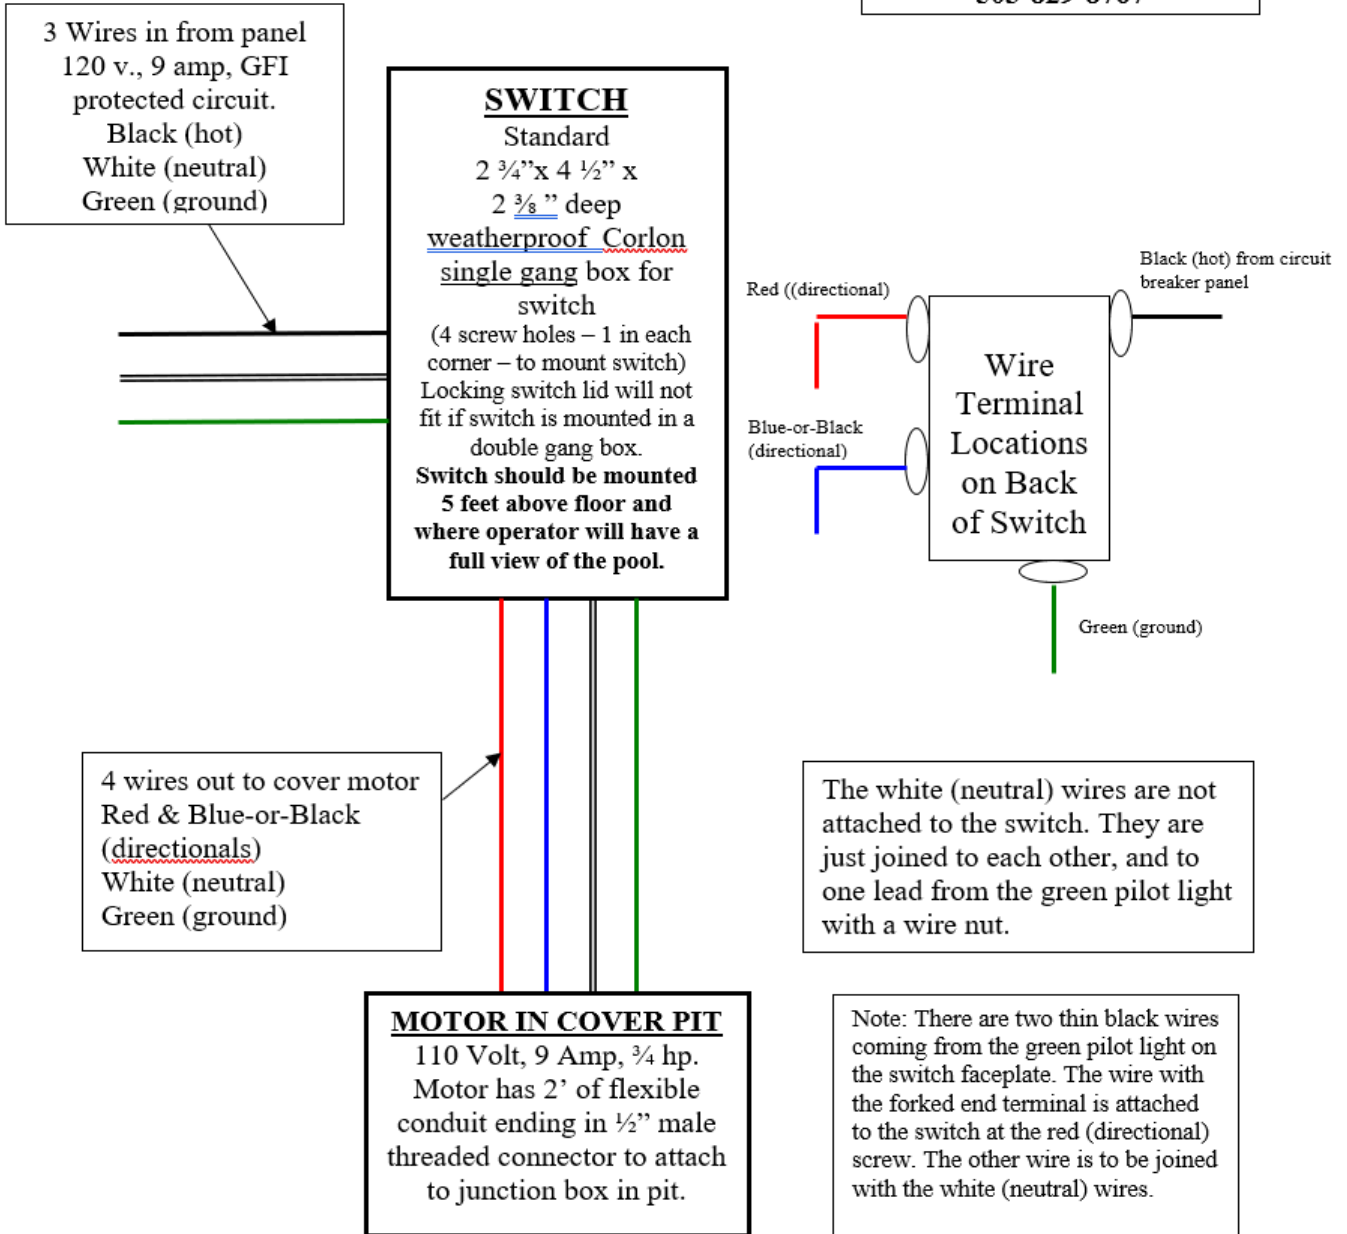 3 Wires in from panel
120 v., 9 amp, GFI
protected circuit.
Black (hot)
White (neutral)
Green (ground)
SWITCH
Standard
2 ¾”x 4 ½” x
2 ⅜ ” deep
weatherproof Corlon
single gang box for
switch
(4 screw holes – 1 in each
corner – to mount switch)
Locking switch lid will not
fit if switch is mounted in a
double gang box.
Switch should be mounted
5 feet above floor and
where operator will have a
full view of the pool.
Red ((directional)
Blue-or-Black
(directional)
Wire
Terminal
Locations
on Back
of Switch
Black (hot) from circuit
breaker panel
Green (ground)
4 wires out to cover motor
Red & Blue-or-Black
(directionals)
White (neutral)
Green (ground)
The white (neutral) wires are not
attached to the switch. They are
just joined to each other, and to
one lead from the green pilot light
with a wire nut.
MOTOR IN COVER PIT
110 Volt, 9 Amp, ¾ hp.
Motor has 2’ of flexible
conduit ending in ½” male
threaded connector to attach
to junction box in pit.
Note: There are two thin black wires
coming from the green pilot light on
the switch faceplate. The wire with
the forked end terminal is attached
to the switch at the red (directional)
screw. The other wire is to be joined
with the white (neutral) wires.